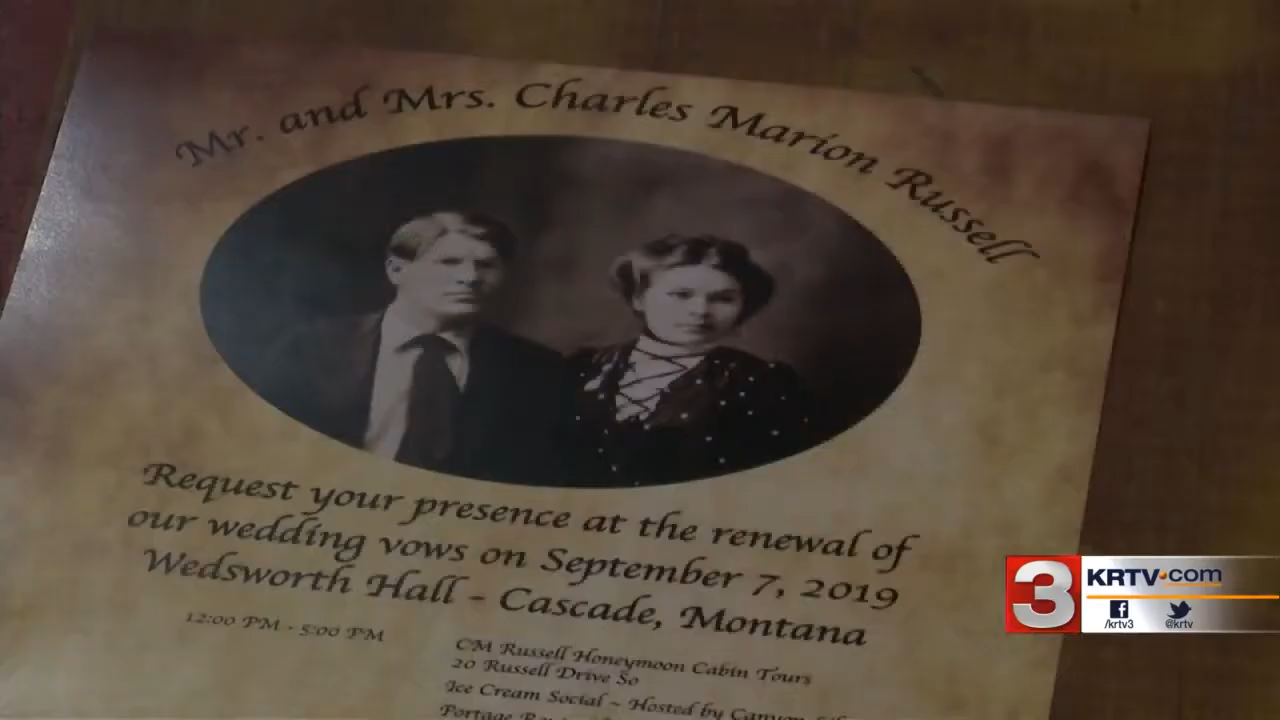 Mr. and Mrs. Charles Marion Russell
Request your presence at the renewal of
our wedding vows on September 7, 2019
Wedsworth Hall - Cascade, Montana
12:00 PM - 5:00 PM
CM Russell Honeymoon Cabin Tours
20 Russell Drive So
Ice Cream Social ~ Hosted by
Portage
3 KRTV.com
/krtv3
@krtv